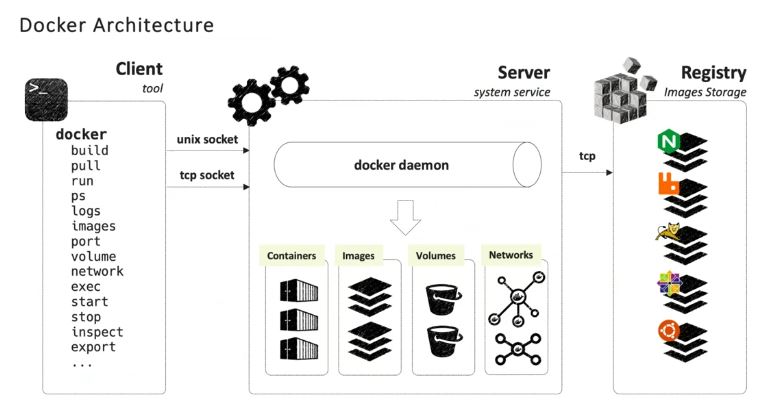 Docker Architecture
Client
tool
>_
docker
build
pull
run
ps
logs
images
port
volume
network
exec
start
stop
inspect
export
...
unix socket
tcp socket
Server
system service
docker daemon
Containers
Images
Volumes
Networks
tcp
Registry
Images Storage
N